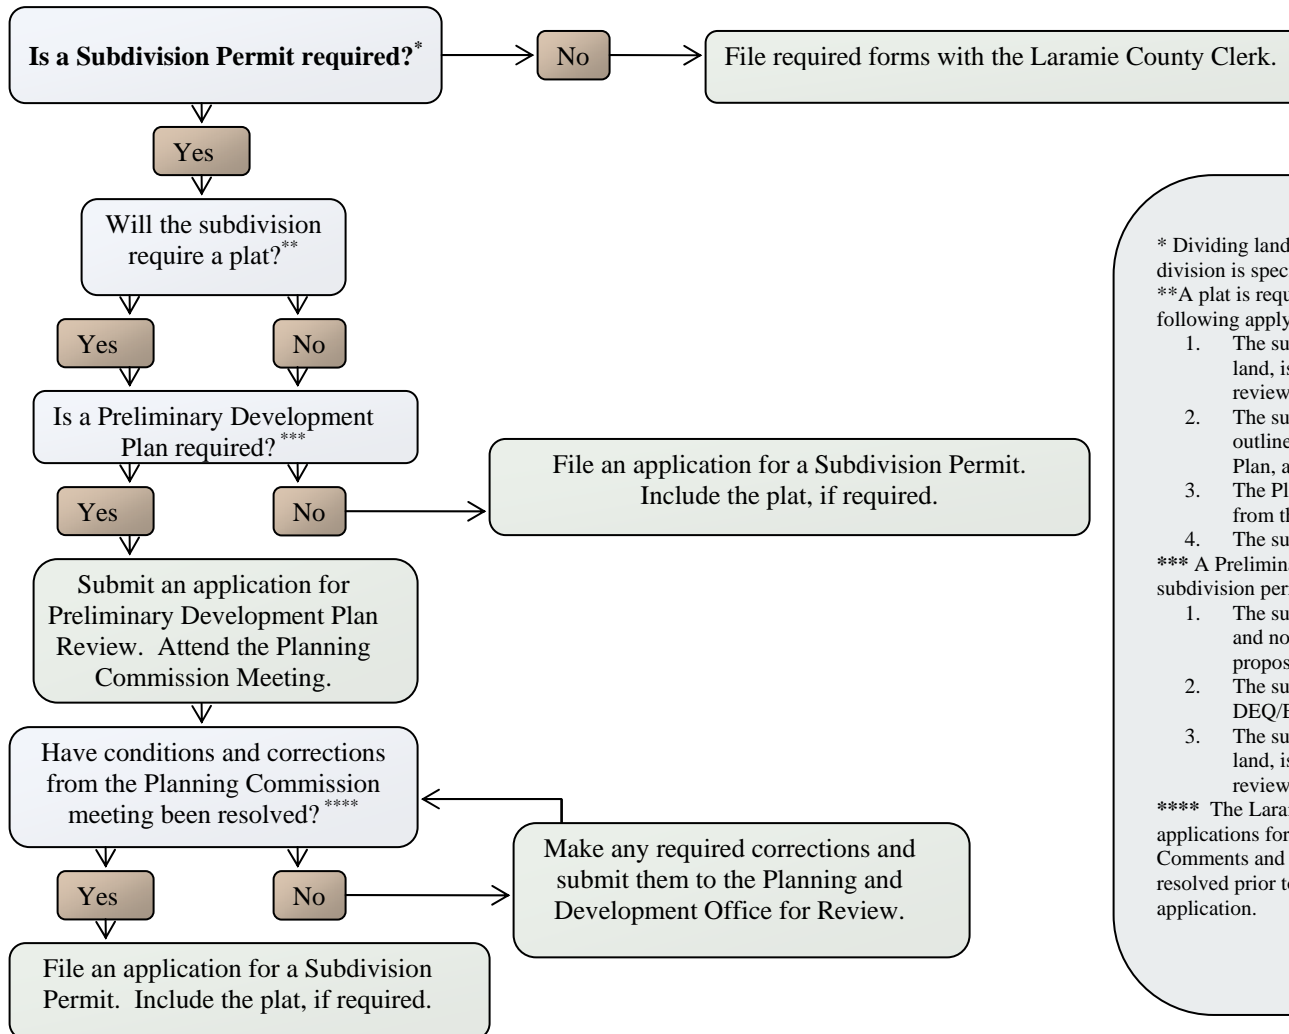 Is a Subdivision Permit required?*
No
File required forms with the Laramie County Clerk.
Yes
Will the subdivision
require a plat?**
Yes
No
Is a Preliminary Development
Plan required? ***
Yes
No
File an application for a Subdivision Permit.
Include the plat, if required.
Submit an application for
Preliminary Development Plan
Review. Attend the Planning
Commission Meeting.
Have conditions and corrections
from the Planning Commission
meeting been resolved? ****
Yes
No
Make any required corrections and
submit them to the Planning and
Development Office for Review.
File an application for a Subdivision
Permit. Include the plat, if required.
* Dividing land
division is spec
**A plat is requ
following apply
1. The su
land, is
review
2. The su
outline
Plan, a
3. The Pl
from th
4. The su
*** A Prelimina
subdivision peri
1. The su
and no
propos
2. The su
DEQ/E
3. The su
land, is
review
**** The Laran
applications for
Comments and
resolved prior to
application.